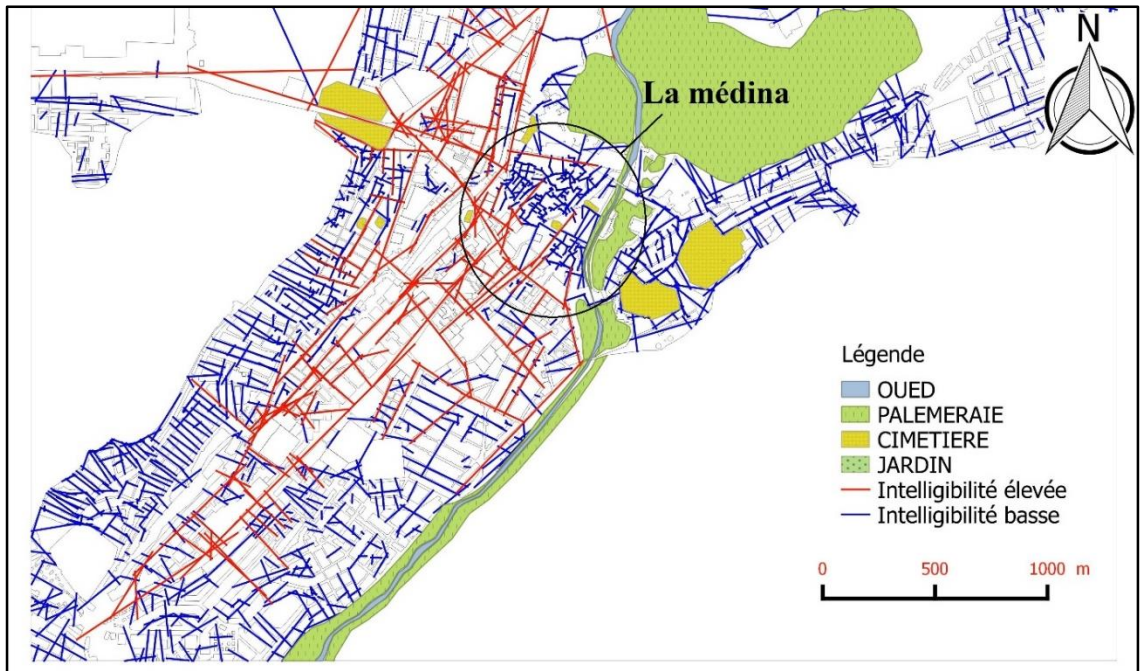 N
La médina
Légende
OUED
PALEMERAIE
CIMETIERE
JARDIN
Intelligibilité élevée
Intelligibilité basse
0 500 1000 m